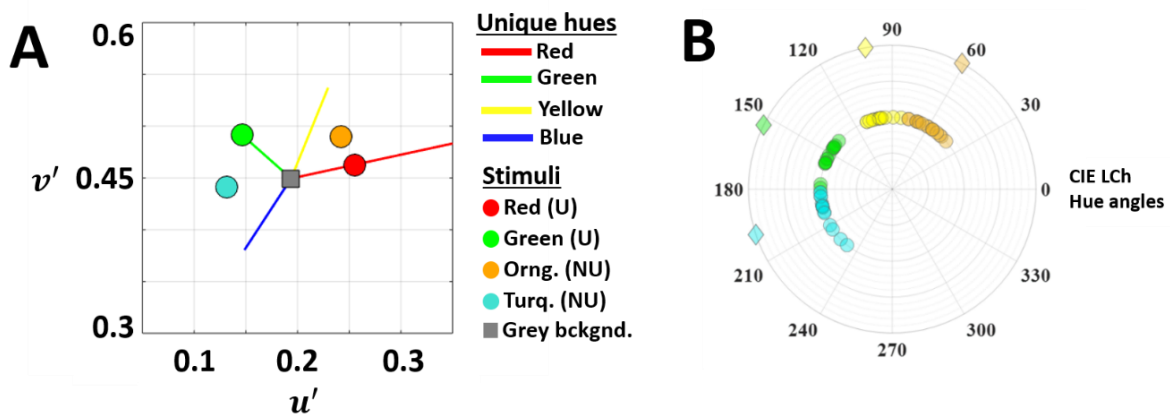 A
0.6
v′ 0.45
0.3
0.1 0.2 0.3
u′
Unique hues
Red
Green
Yellow
Blue
Stimuli
Red (U)
Green (U)
Orng. (NU)
Turq. (NU)
Grey bckgnd.
B
90
120 60
150 30
180 0
210 330
240 300
270
CIE LCh
Hue angles